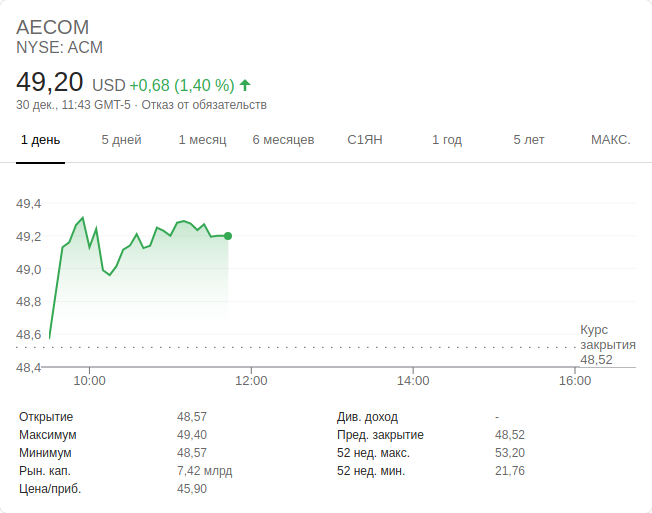 AECOM
NYSE: ACM
49,20 USD +0,68 (1,40 %)
30 дек., 11:43 GMT-5 · Отказ от обязательств
1 день 5 дней 1 месяц 6 месяцев С1ЯН 1 год 5 лет МАКС.
49,4
49,2
49,0
48,8
48,6
48,4
Курс
закрытия
48,52
10:00 12:00 14:00 16:00
Открытие 48,57
Максимум 49,40
Минимум 48,57
Рын. кап. 7,42 млрд
Цена/приб. 45,90
Див. доход -
Пред. закрытие 48,52
52 нед. макс. 53,20
52 нед. мин. 21,76